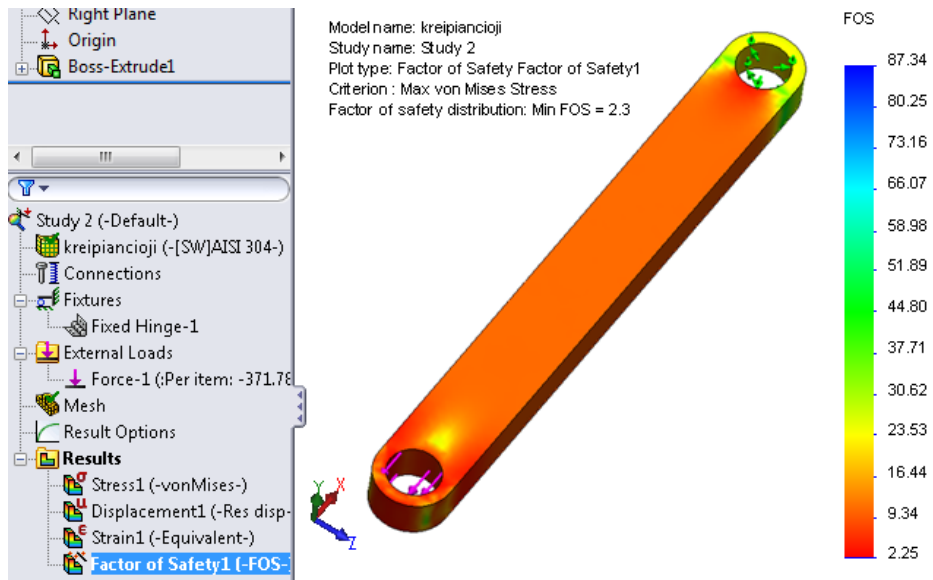 Right Plane
Origin
Boss-Extrude1
Study 2 (-Default-)
kreipiancioji (-[SW]AISI 304-)
Connections
Fixtures
Fixed Hinge-1
External Loads
Force-1 (:Per item: -371.78
Mesh
Result Options
Results
Stress1 (-vonMises-)
Displacement1 (-Res disp-
Strain1 (-Equivalent-)
Factor of Safety1 (-FOS-
Model name: kreipiancioji
Study name: Study 2
Plot type: Factor of Safety Factor of Safety1
Criterion : Max von Mises Stress
Factor of safety distribution: Min FOS = 2.3
Y
X
Z
FOS
87.34
80.25
73.16
66.07
58.98
51.89
44.80
37.71
30.62
23.53
16.44
9.34
2.25